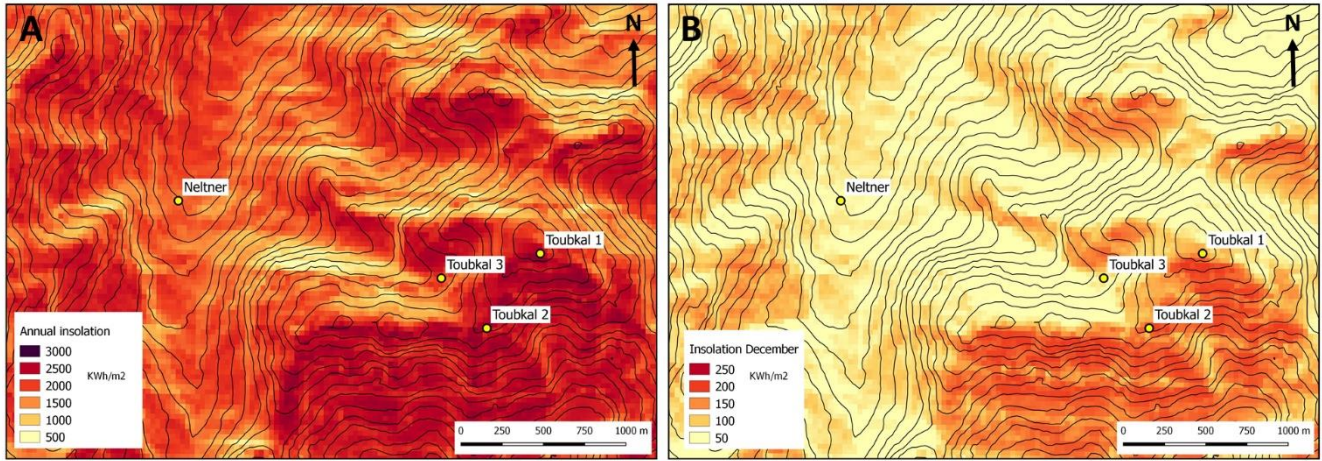 A
N
Neltner
Toubkal 1
Toubkal 3
Toubkal 2
Annual insolation
3000
2500
KWh/m2
2000
1500
1000
500
0 250 500 750 1000 m
B
N
Neltner
Toubkal 1
Toubkal 3
Toubkal 2
Insolation December
250
KWh/m2
200
150
100
50
0 250 500 750 1000 m